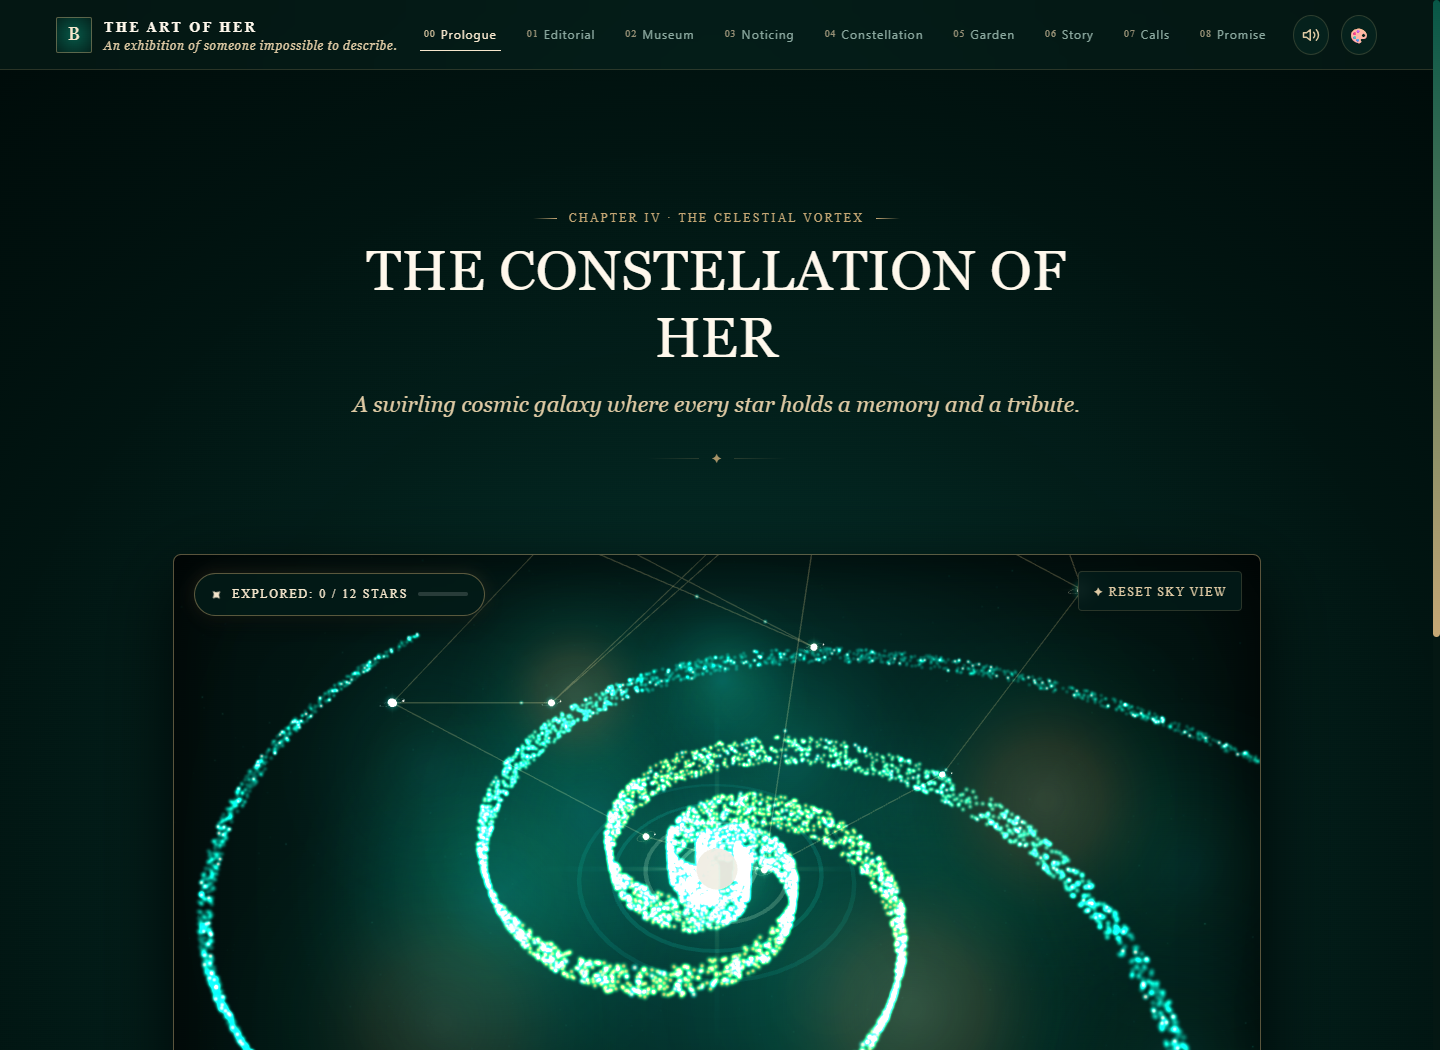 B
THE ART OF HER
An exhibition of someone impossible to describe.
00 Prologue
01 Editorial
02 Museum
03 Noticing
04 Constellation
05 Garden
06 Story
07 Calls
08 Promise
CHAPTER IV · THE CELESTIAL VORTEX
THE CONSTELLATION OF
HER
A swirling cosmic galaxy where every star holds a memory and a tribute.
EXPLORED: 0 / 12 STARS
✦ RESET SKY VIEW